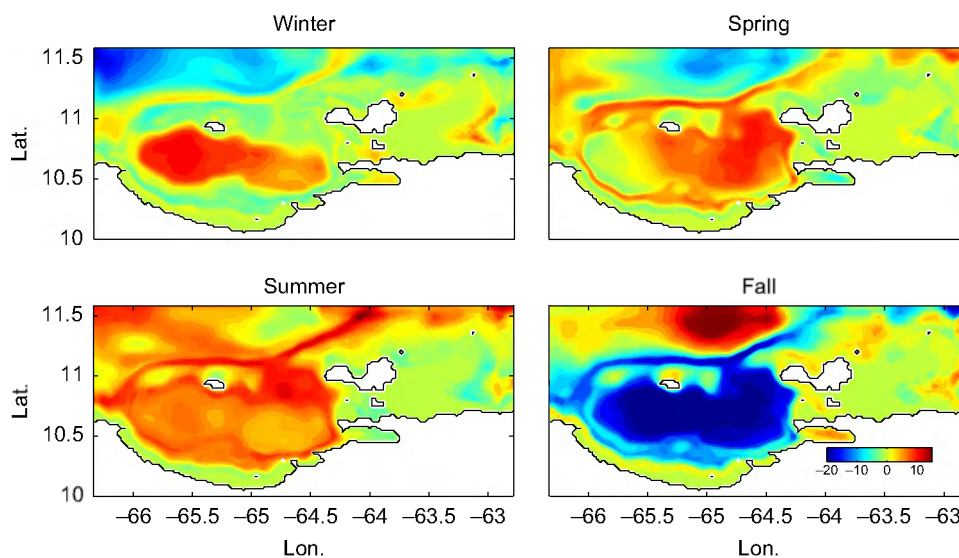 Winter
Spring
11.5
11
10.5
10
Lat.
Summer
Fall
11.5
11
10.5
10
Lat.
–20 –10 0 10
–66 –65.5 –65 –64.5 –64 –63.5 –63
–66 –65.5 –65 –64.5 –64 –63.5 –63
Lon.
Lon.